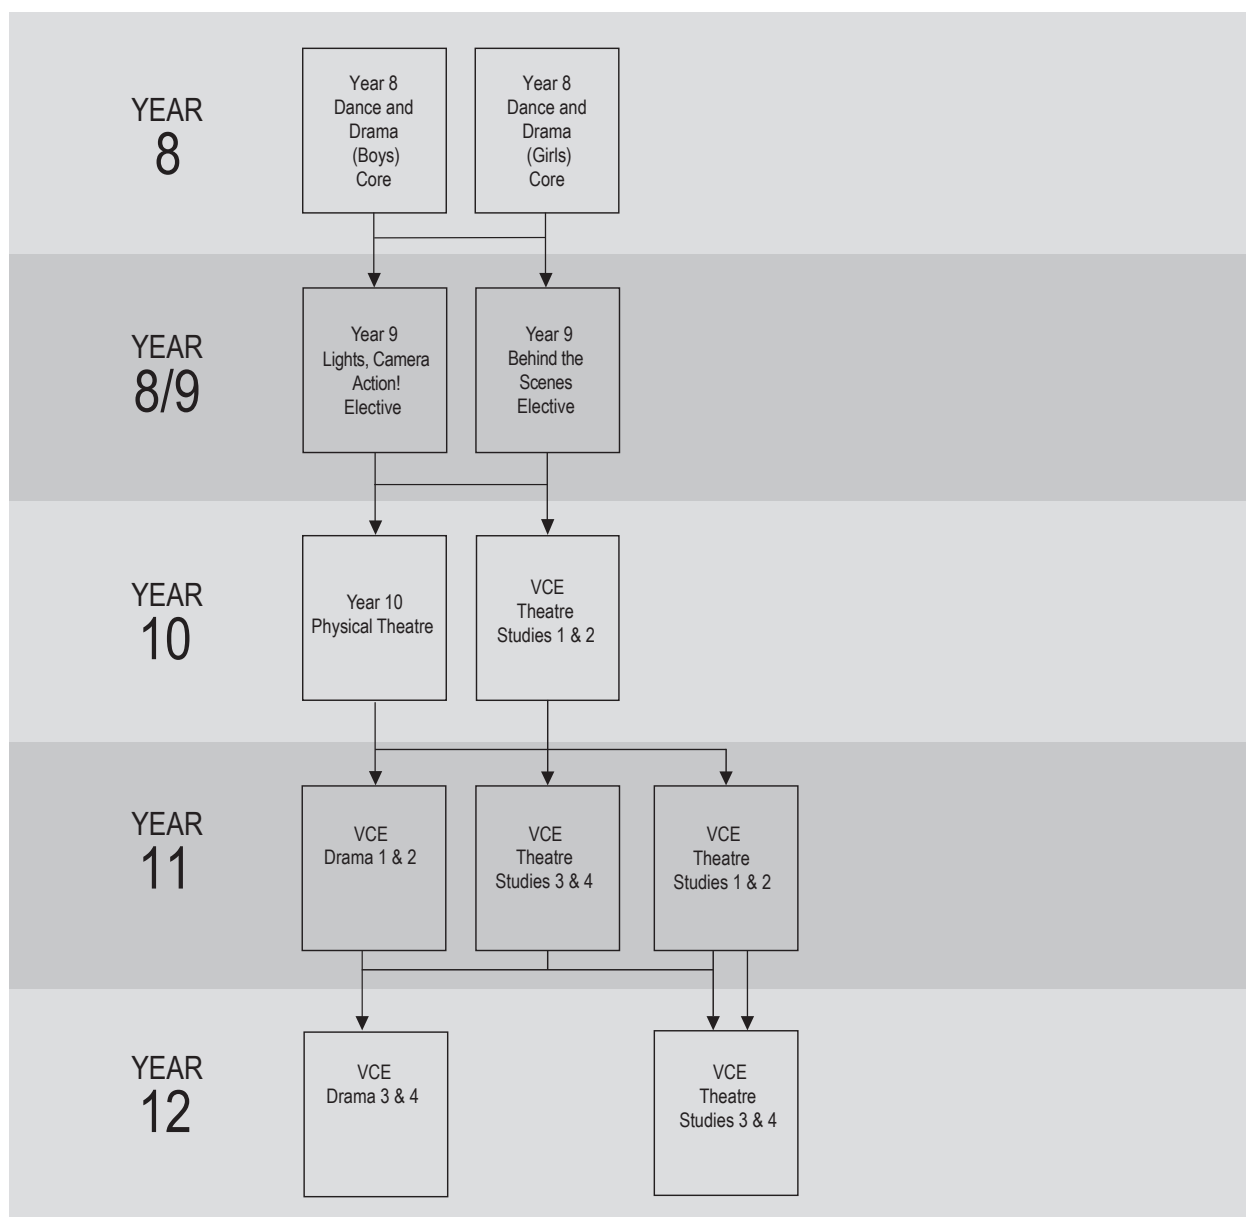 YEAR
8
Year 8
Dance and
Drama
(Boys)
Core
Year 8
Dance and
Drama
(Girls)
Core
YEAR
8/9
Year 9
Lights, Camera
Action!
Elective
Year 9
Behind the
Scenes
Elective
YEAR
10
Year 10
Physical Theatre
VCE
Theatre
Studies 1 & 2
YEAR
11
VCE
Drama 1 & 2
VCE
Theatre
Studies 3 & 4
VCE
Theatre
Studies 1 & 2
YEAR
12
VCE
Drama 3 & 4
VCE
Theatre
Studies 3 & 4